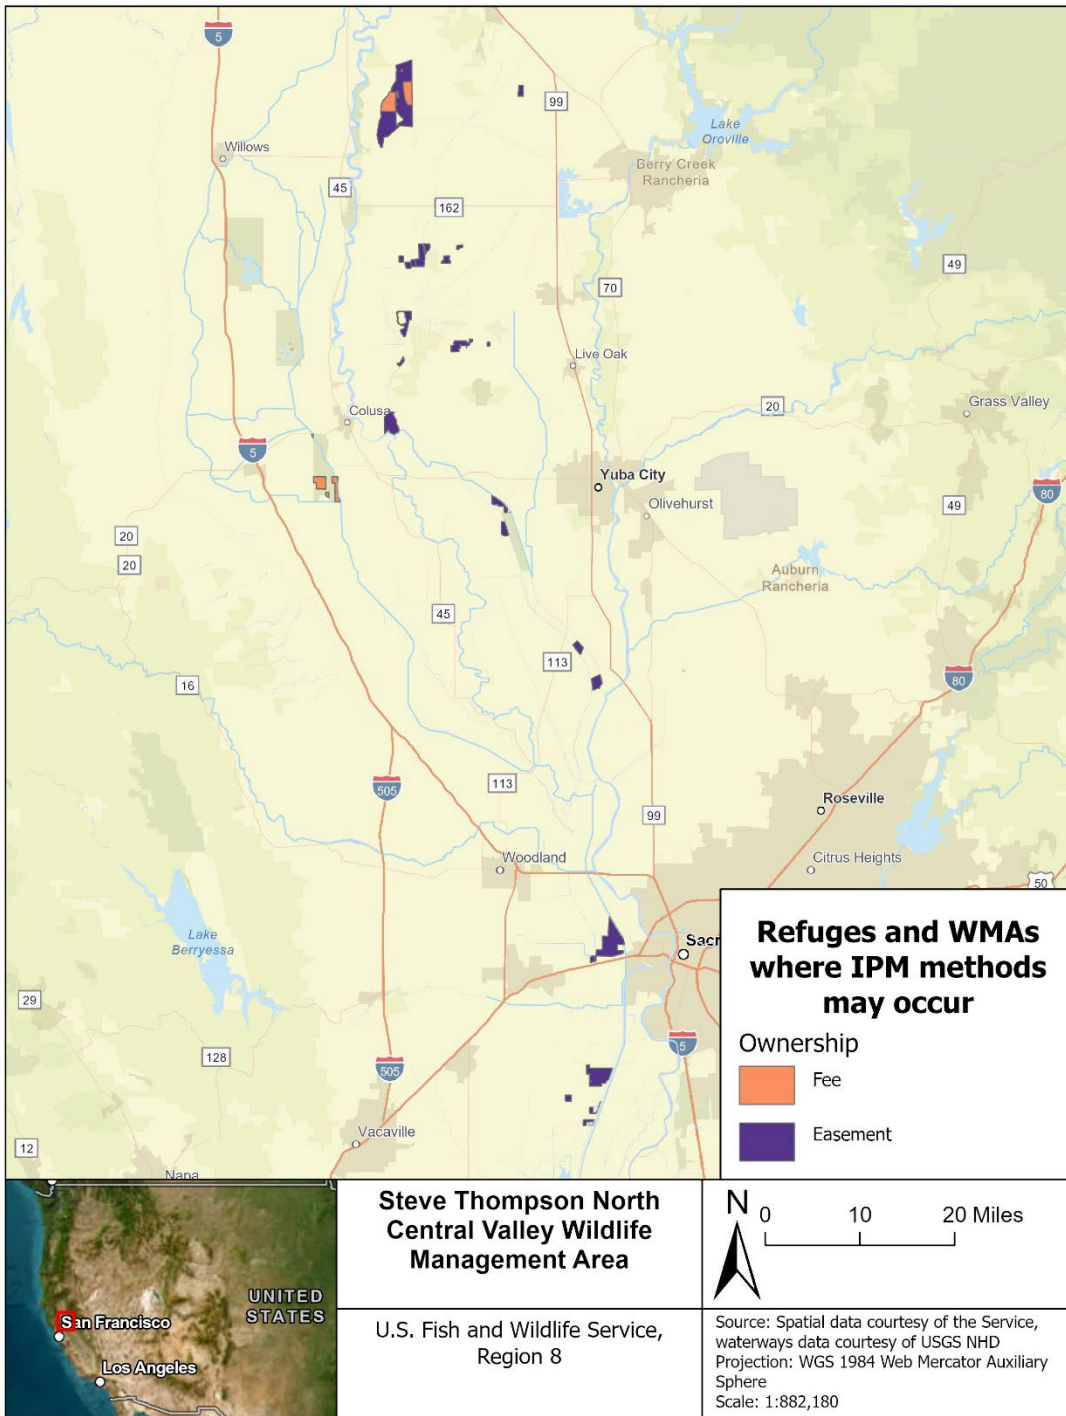 5
Willows
45
162
99
Lake
Oroville
Berry Creek
Rancheria
49
70
Live Oak
20
Grass Valley
Colusa
5
Yuba City
Olivehurst
80
49
20
20
Auburn
Rancheria
45
113
16
80
505
113
99
Roseville
Woodland
Citrus Heights
50
Lake
Berryessa
Sacr
29
128
505
5
12
Vacaville
Napa
Refuges and WMAs
where IPM methods
may occur
Ownership
Fee
Easement
UNITED
STATES
San Francisco
Los Angeles
Steve Thompson North
Central Valley Wildlife
Management Area
U.S. Fish and Wildlife Service,
Region 8
N
0 10 20 Miles
Source: Spatial data courtesy of the Service,
waterways data courtesy of USGS NHD
Projection: WGS 1984 Web Mercator Auxiliary
Sphere
Scale: 1:882,180